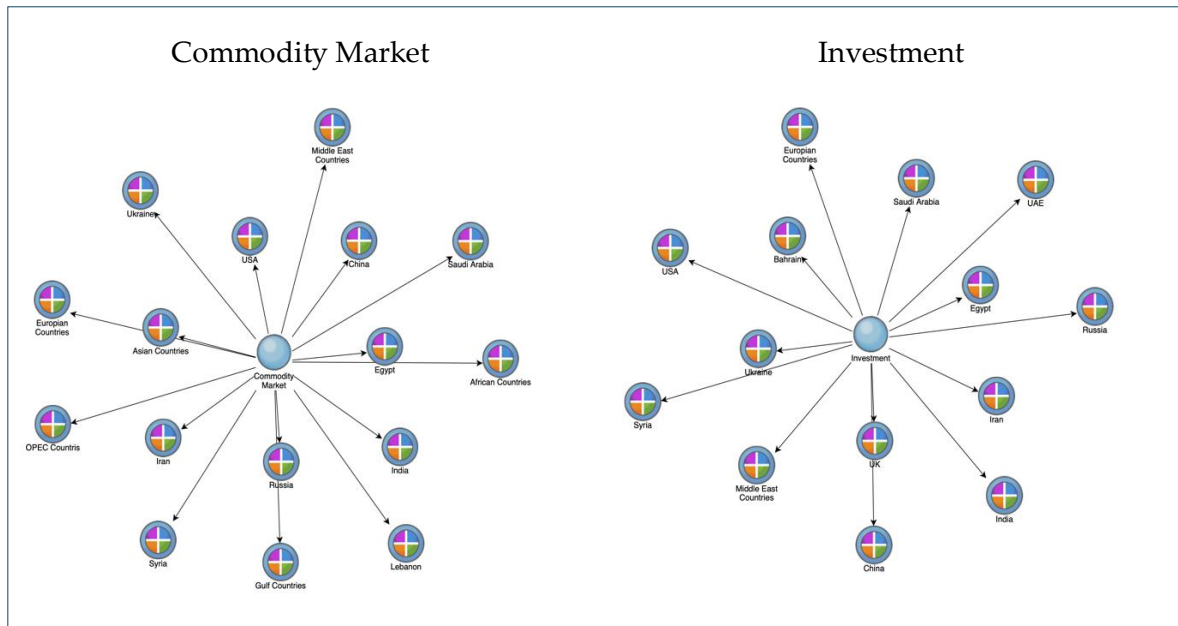 Commodity Market
Middle East
Countries
Ukraine
USA
China
Saudi Arabia
Europian
Countries
Asian Countries
Commodity
Market
Egypt
African Countries
OPEC Countris
Iran
Russia
India
Syria
Gulf Countries
Lebanon
Investment
Europian
Countries
Saudi Arabia
UAE
USA
Bahrain
Egypt
Russia
Ukraine
Investment
Syria
Iran
UK
Middle East
Countries
India
China